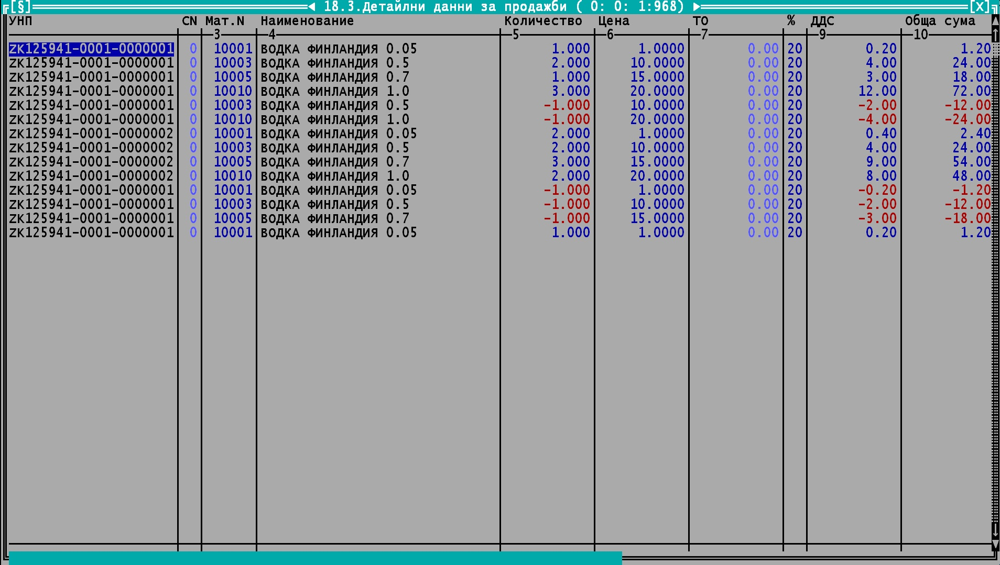 [§] 18.3.Детайлни данни за продажби ( 0: 0: 1:968) [X]
УНП CN Мат.N Наименование Количество Цена ТО % ДДС Обща сума
3 4 5 6 7 9 10
ZK125941-0001-0000001 0 10001 ВОДКА ФИНЛАНДИЯ 0.05 1.000 1.0000 0.00 20 0.20 1.20
ZK125941-0001-0000001 0 10003 ВОДКА ФИНЛАНДИЯ 0.5 2.000 10.0000 0.00 20 4.00 24.00
ZK125941-0001-0000001 0 10005 ВОДКА ФИНЛАНДИЯ 0.7 1.000 15.0000 0.00 20 3.00 18.00
ZK125941-0001-0000001 0 10010 ВОДКА ФИНЛАНДИЯ 1.0 3.000 20.0000 0.00 20 12.00 72.00
ZK125941-0001-0000001 0 10003 ВОДКА ФИНЛАНДИЯ 0.5 -1.000 10.0000 0.00 20 -2.00 -12.00
ZK125941-0001-0000001 0 10010 ВОДКА ФИНЛАНДИЯ 1.0 -1.000 20.0000 0.00 20 -4.00 -24.00
ZK125941-0001-0000002 0 10001 ВОДКА ФИНЛАНДИЯ 0.05 2.000 1.0000 0.00 20 0.40 2.40
ZK125941-0001-0000002 0 10003 ВОДКА ФИНЛАНДИЯ 0.5 2.000 10.0000 0.00 20 4.00 24.00
ZK125941-0001-0000002 0 10005 ВОДКА ФИНЛАНДИЯ 0.7 3.000 15.0000 0.00 20 9.00 54.00
ZK125941-0001-0000002 0 10010 ВОДКА ФИНЛАНДИЯ 1.0 2.000 20.0000 0.00 20 8.00 48.00
ZK125941-0001-0000001 0 10001 ВОДКА ФИНЛАНДИЯ 0.05 -1.000 1.0000 0.00 20 -0.20 -1.20
ZK125941-0001-0000001 0 10003 ВОДКА ФИНЛАНДИЯ 0.5 -1.000 10.0000 0.00 20 -2.00 -12.00
ZK125941-0001-0000001 0 10005 ВОДКА ФИНЛАНДИЯ 0.7 -1.000 15.0000 0.00 20 -3.00 -18.00
ZK125941-0001-0000001 0 10001 ВОДКА ФИНЛАНДИЯ 0.05 1.000 1.0000 0.00 20 0.20 1.20